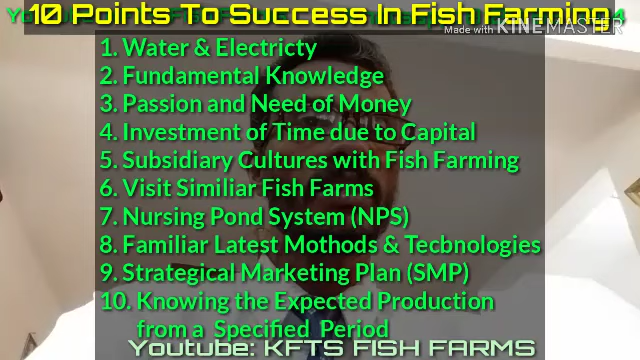 10 Points To Success In Fish Farming
Made with KINEMASTER
1. Water & Electricty
2. Fundamental Knowledge
3. Passion and Need of Money
4. Investment of Time due to Capital
5. Subsidiary Cultures with Fish Farming
6. Visit Similiar Fish Farms
7. Nursing Pond System (NPS)
8. Familiar Latest Mothods & Tecbnologies
9. Strategical Marketing Plan (SMP)
10. Knowing the Expected Production
from a Specified Period
Youtube: KFTS FISH FARMS